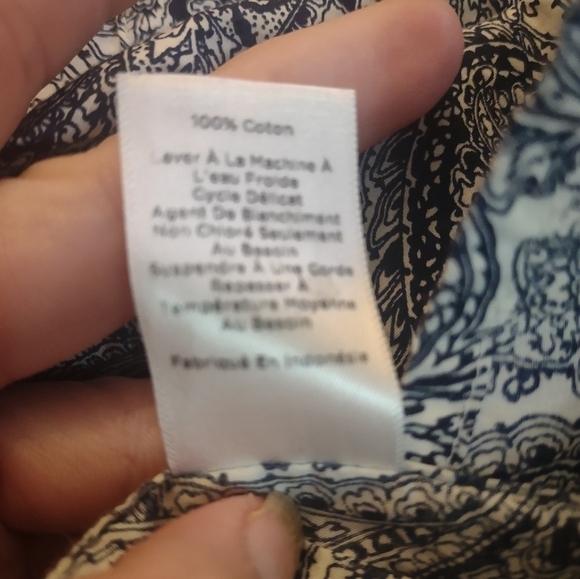 100% Coton
Laver À La Machine À
L'eau Froide
Cycle Délicat
Agent De Blanchiment
Non Chloré Seulement
Au Besoin
Suspendre À Une Corde
Repasser À
Température Moyenne
Au Besoin
Fabriqué En Indonésie